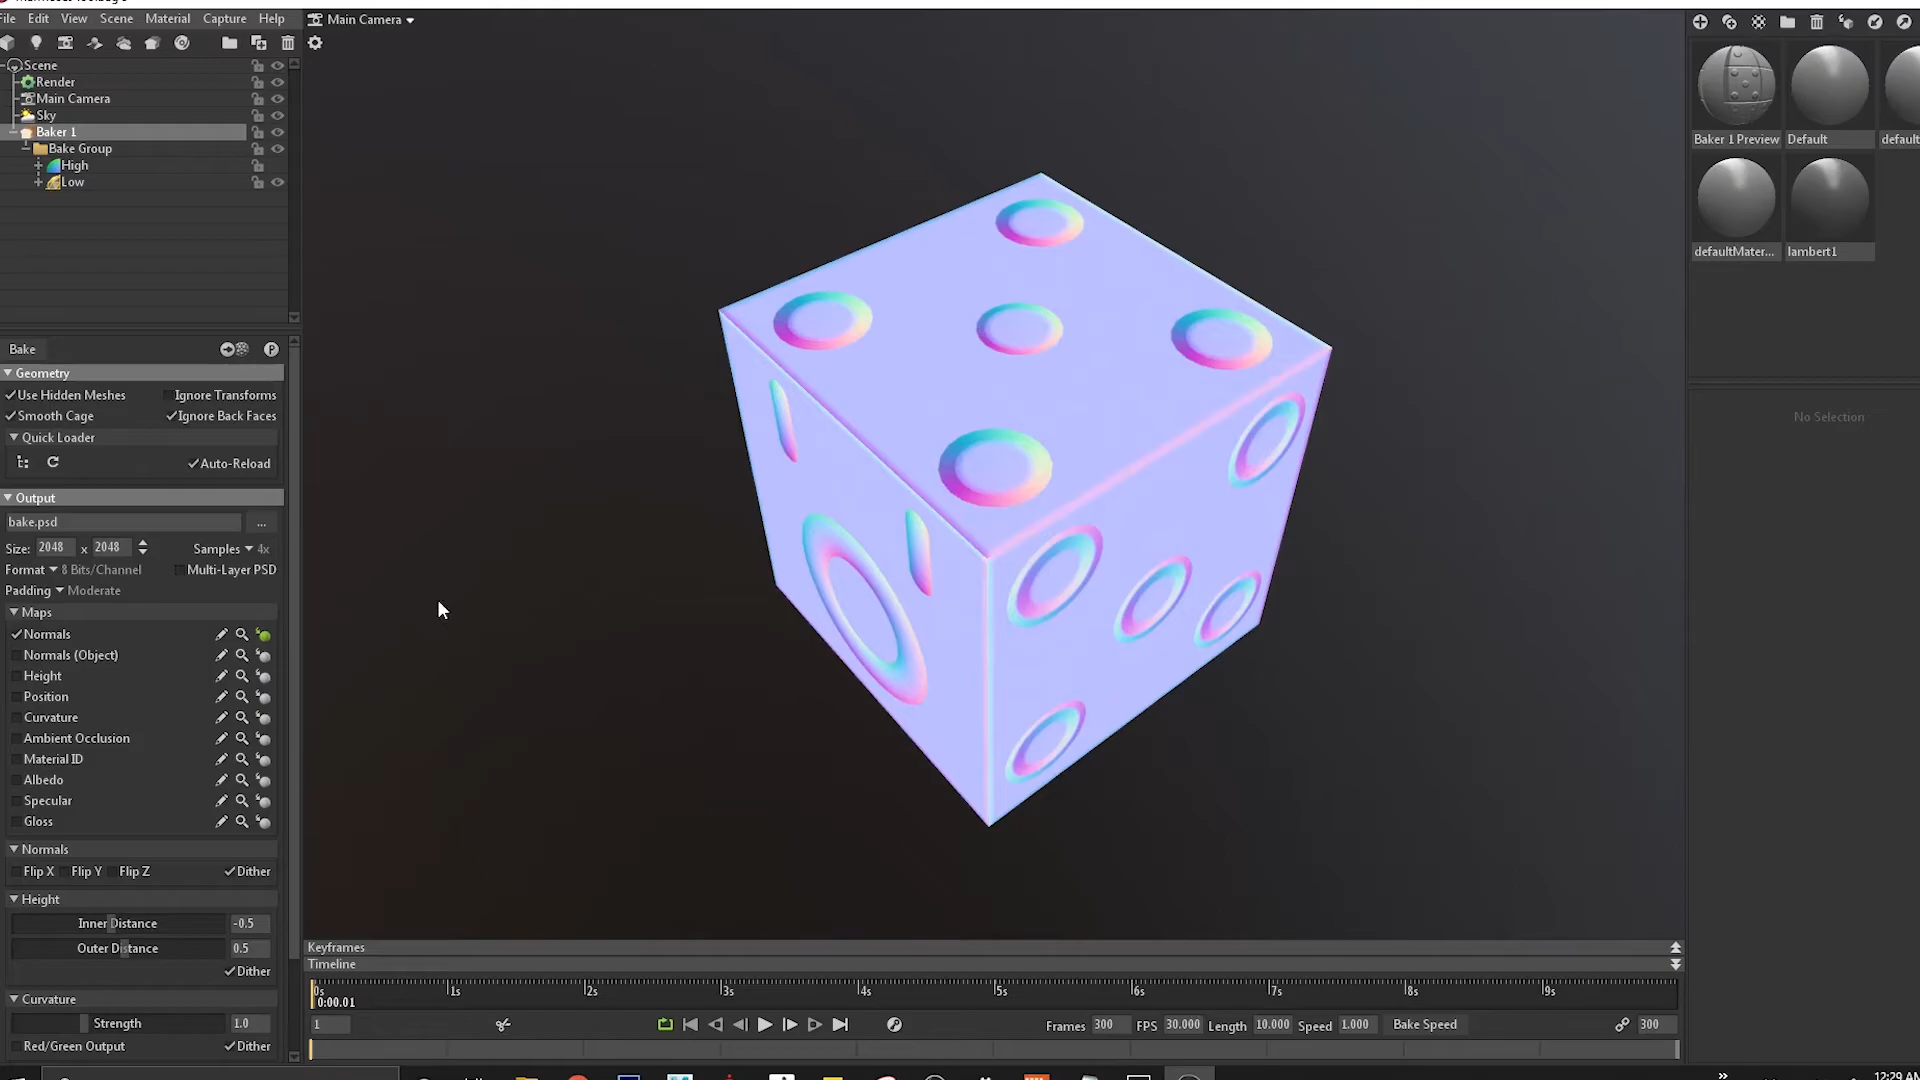 File Edit View Scene Material Capture Help
Scene
Render
Main Camera
Sky
Baker 1
Bake Group
High
Low
Bake
P
Geometry
Use Hidden Meshes Ignore Transforms
Smooth Cage Ignore Back Faces
Quick Loader
Auto-Reload
Output
bake.psd ...
Size: 2048 x 2048 Samples 4x
Format 8 Bits/Channel Multi-Layer PSD
Padding Moderate
Maps
Normals
Normals (Object)
Height
Position
Curvature
Ambient Occlusion
Material ID
Albedo
Specular
Gloss
Normals
Flip X Flip Y Flip Z Dither
Height
Inner Distance -0.5
Outer Distance 0.5
Dither
Curvature
Strength 1.0
Red/Green Output Dither
Main Camera
Keyframes
Timeline
0s 1s 2s 3s 4s 5s 6s 7s 8s 9s
0:00.01
1
Frames 300 FPS 30.000 Length 10.000 Speed 1.000 Bake Speed 300
Baker 1 Preview Default default
defaultMater... lambert1
No Selection
12:29 AM